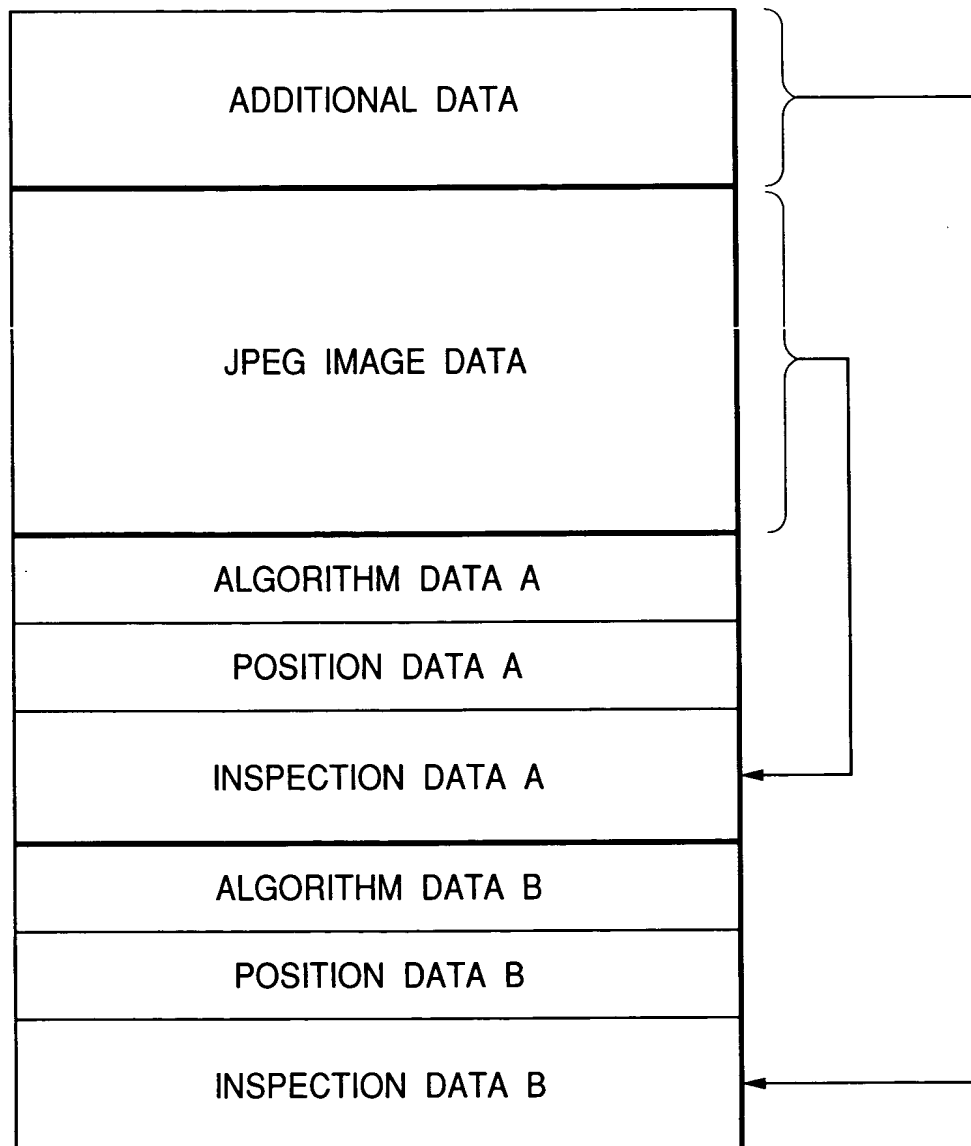 ADDITIONAL DATA
JPEG IMAGE DATA
ALGORITHM DATA A
POSITION DATA A
INSPECTION DATA A
ALGORITHM DATA B
POSITION DATA B
INSPECTION DATA B